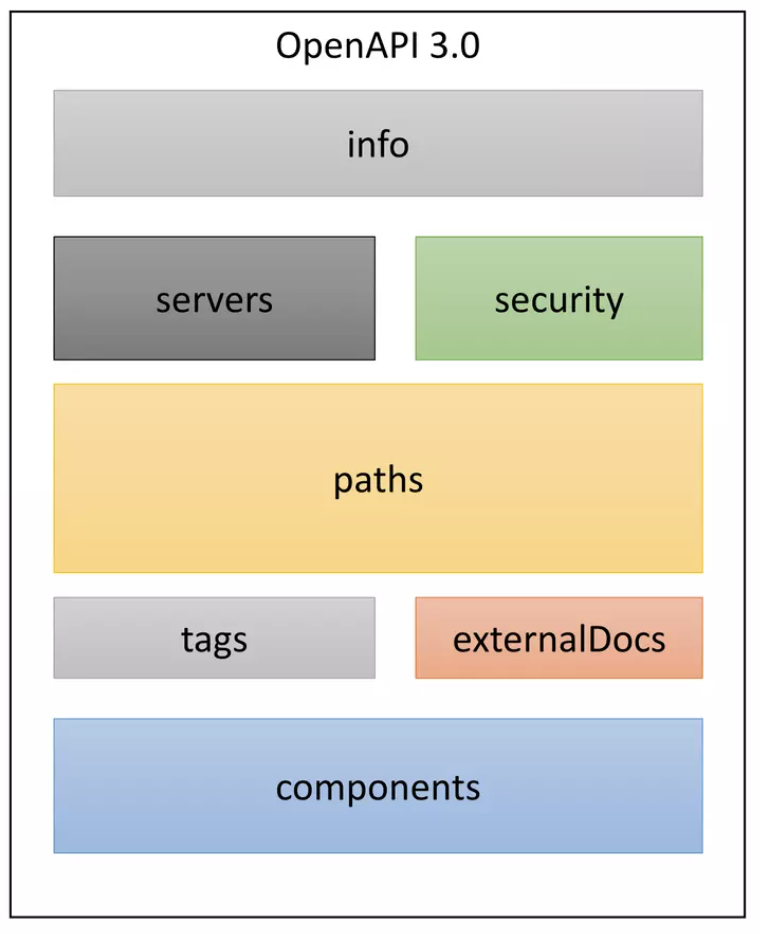 OpenAPI 3.0
info
servers
security
paths
tags
externalDocs
components